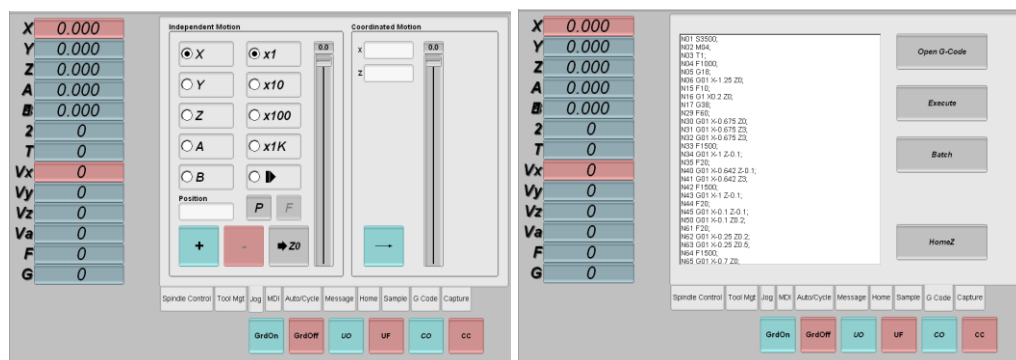 X 0.000
Y 0.000
Z 0.000
A 0.000
B 0.000
2 0
T 0
Vx 0
Vy 0
Vz 0
Va 0
F 0
G 0
Independent Motion
X x1
Y x10
Z x100
A x1K
B
Position
P F
+ - Z0
0.0
Coordinated Motion
x
z
0.0
Spindle Control Tool Mgt Jog MDI Auto/Cycle Message Home Sample G Code Capture
GrdOn GrdOff UO UF CO CC
X 0.000
Y 0.000
Z 0.000
A 0.000
B 0.000
2 0
T 0
Vx 0
Vy 0
Vz 0
Va 0
F 0
G 0
N01 S3500;
N02 M04;
N03 T1;
N04 F1000;
N05 G18;
N06 G01 X-1.25 Z0;
N15 F10;
N16 G1 X0.2 Z0;
N17 G38;
N29 F60;
N30 G01 X-0.675 Z0;
N31 G01 X-0.675 Z3;
N32 G01 X-0.675 Z3;
N33 F1500;
N34 G01 X-1 Z-0.1;
N35 F20;
N40 G01 X-0.642 Z-0.1;
N41 G01 X-0.642 Z3;
N42 F1500;
N43 G01 X-1 Z-0.1;
N44 F20;
N45 G01 X-0.1 Z-0.1;
N50 G01 X-0.1 Z0.2;
N61 F20;
N62 G01 X-0.25 Z0.2;
N63 G01 X-0.25 Z0.5;
N64 F1500;
N65 G01 X-0.7 Z0;
Open G-Code
Execute
Batch
HomeZ
Spindle Control Tool Mgt Jog MDI Auto/Cycle Message Home Sample G Code Capture
GrdOn GrdOff UO UF CO CC